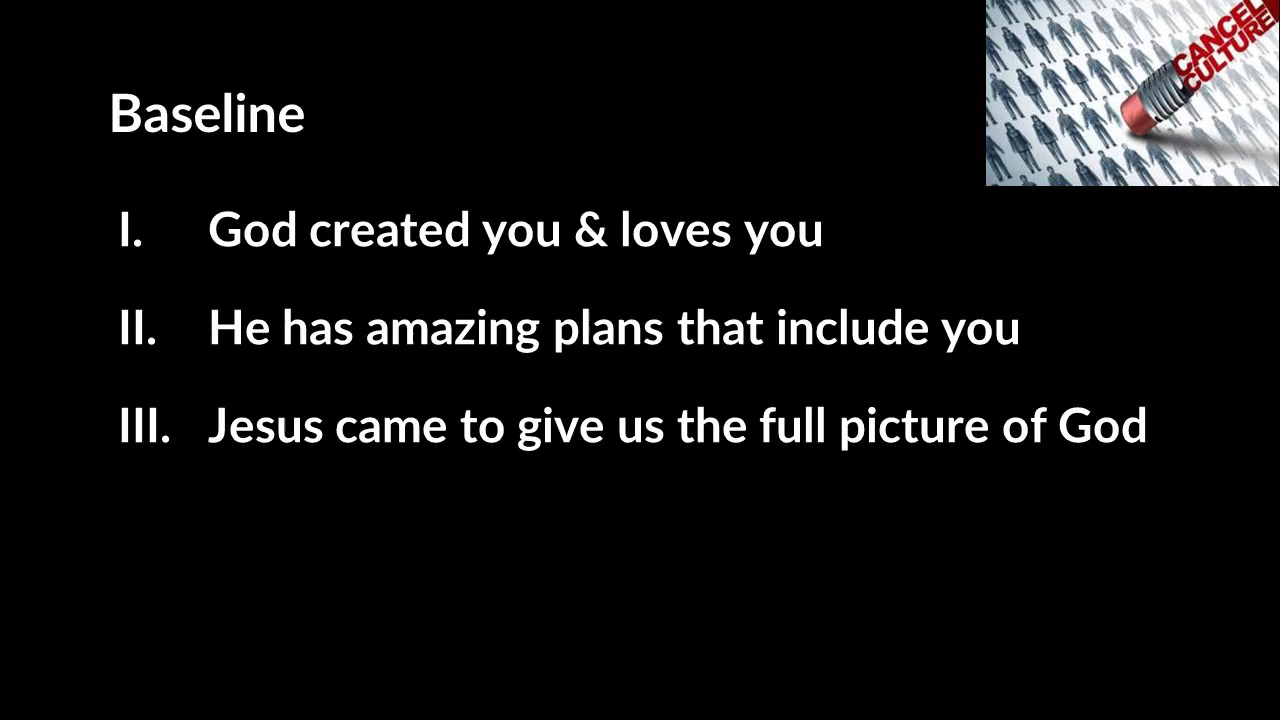 CANCEL
CULTURE
Baseline
I. God created you & loves you
II. He has amazing plans that include you
III. Jesus came to give us the full picture of God